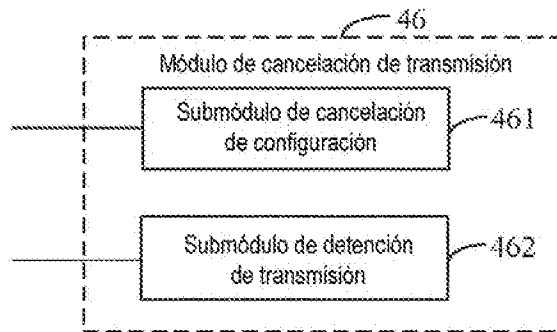 46
Módulo de cancelación de transmisión
Submódulo de cancelación
de configuración
461
Submódulo de detención
de transmisión
462